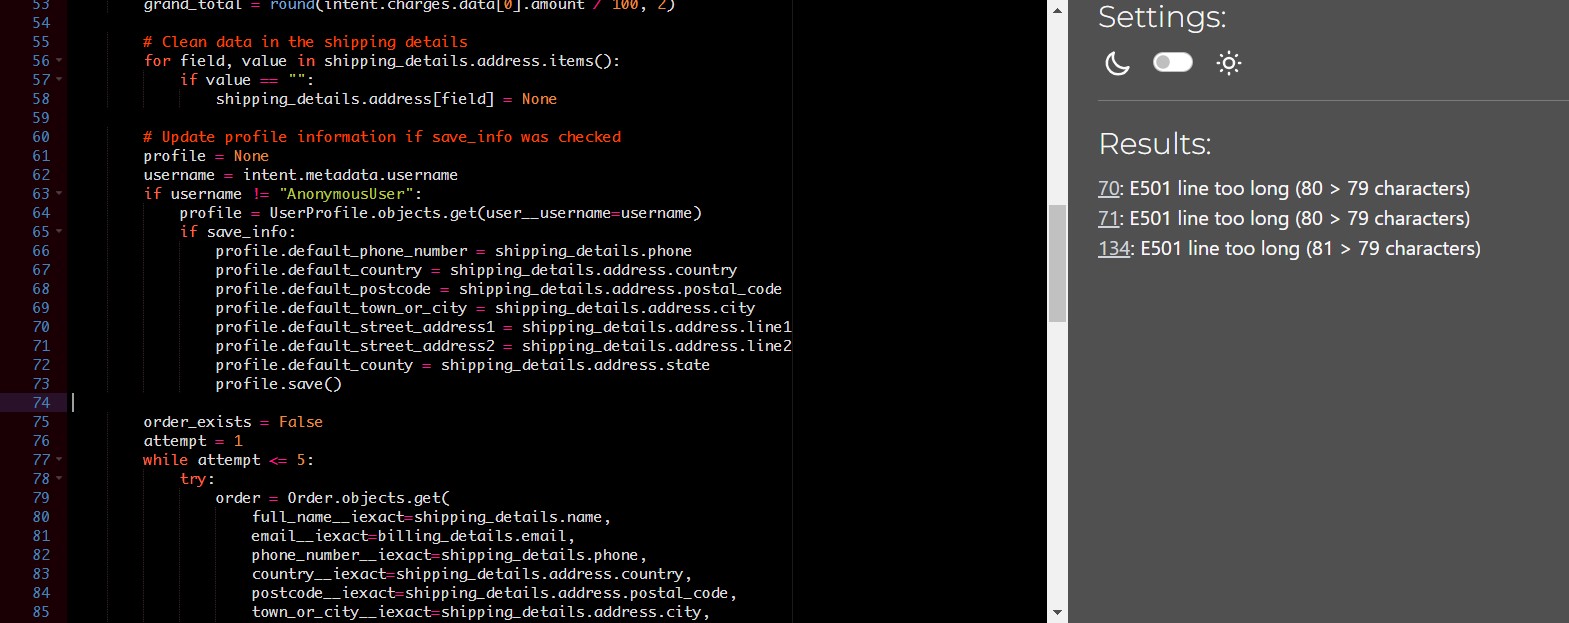 53 grand_total = round(intent.charges.data[0].amount / 100, 2)
54
55 # Clean data in the shipping details
56 for field, value in shipping_details.address.items():
57 if value == "":
58 shipping_details.address[field] = None
59
60 # Update profile information if save_info was checked
61 profile = None
62 username = intent.metadata.username
63 if username != "AnonymousUser":
64 profile = UserProfile.objects.get(user__username=username)
65 if save_info:
66 profile.default_phone_number = shipping_details.phone
67 profile.default_country = shipping_details.address.country
68 profile.default_postcode = shipping_details.address.postal_code
69 profile.default_town_or_city = shipping_details.address.city
70 profile.default_street_address1 = shipping_details.address.line1
71 profile.default_street_address2 = shipping_details.address.line2
72 profile.default_county = shipping_details.address.state
73 profile.save()
74
75 order_exists = False
76 attempt = 1
77 while attempt <= 5:
78 try:
79 order = Order.objects.get(
80 full_name__iexact=shipping_details.name,
81 email__iexact=billing_details.email,
82 phone_number__iexact=shipping_details.phone,
83 country__iexact=shipping_details.address.country,
84 postcode__iexact=shipping_details.address.postal_code,
85 town_or_city__iexact=shipping_details.address.city,
Settings:
Results:
70: E501 line too long (80 > 79 characters)
71: E501 line too long (80 > 79 characters)
134: E501 line too long (81 > 79 characters)